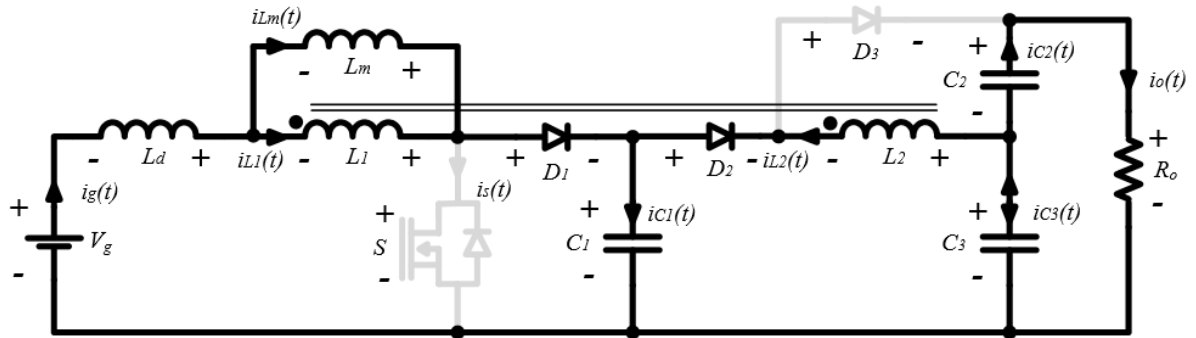 iLm(t)
+ D3 -
- Lm +
+ iC2(t)
C2
-
io(t)
- Ld +
iL1(t)
- L1 +
+ D1 -
+ D2 -
iL2(t)
- L2 +
+
Ro
-
ig(t)
is(t)
+
Vg
-
+
S
-
+ iC1(t)
C1
-
+ iC3(t)
C3
-